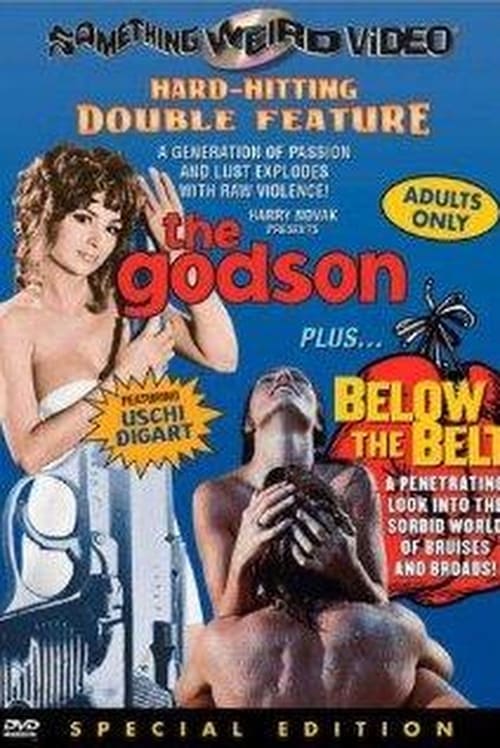 SOMETHING WEIRD VIDEO
HARD-HITTING
DOUBLE FEATURE
A GENERATION OF PASSION
AND LUST EXPLODES
WITH RAW VIOLENCE!
ADULTS
ONLY
HARRY NOVAK
PRESENTS
the
godson
PLUS...
FEATURING
USCHI
DIGART
BELOW
THE BELT
A PENETRATING
LOOK INTO THE
SORDID WORLD
OF BRUISES
AND BROADS!
DVD
SPECIAL EDITION